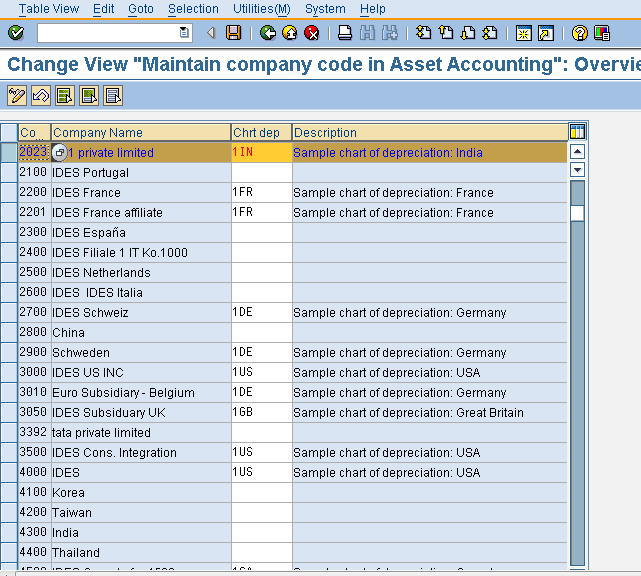 Table View Edit Goto Selection Utilities(M) System Help
Change View "Maintain company code in Asset Accounting": Overvie
Co... Company Name Chrt dep Description
2023 1 private limited 1IN Sample chart of depreciation: India
2100 IDES Portugal
2200 IDES France 1FR Sample chart of depreciation: France
2201 IDES France affiliate 1FR Sample chart of depreciation: France
2300 IDES España
2400 IDES Filiale 1 IT Ko.1000
2500 IDES Netherlands
2600 IDES IDES Italia
2700 IDES Schweiz 1DE Sample chart of depreciation: Germany
2800 China
2900 Schweden 1DE Sample chart of depreciation: Germany
3000 IDES US INC 1US Sample chart of depreciation: USA
3010 Euro Subsidiary - Belgium 1DE Sample chart of depreciation: Germany
3050 IDES Subsiduary UK 1GB Sample chart of depreciation: Great Britain
3392 tata private limited
3500 IDES Cons. Integration 1US Sample chart of depreciation: USA
4000 IDES 1US Sample chart of depreciation: USA
4100 Korea
4200 Taiwan
4300 India
4400 Thailand